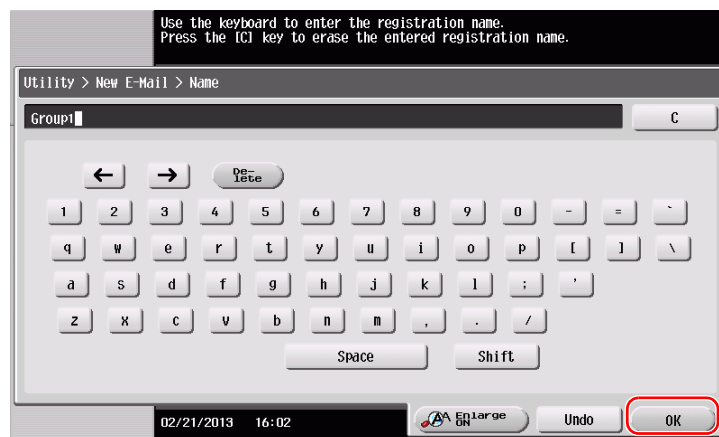 Use the keyboard to enter the registration name.
Press the [C] key to erase the entered registration name.
Utility > New E-Mail > Name
Group1
C
← → De-
lete
1 2 3 4 5 6 7 8 9 0 - = `
q w e r t y u i o p [ ] \
a s d f g h j k l ; '
z x c v b n m , . /
Space Shift
02/21/2013 16:02 Enlarge
ON Undo OK